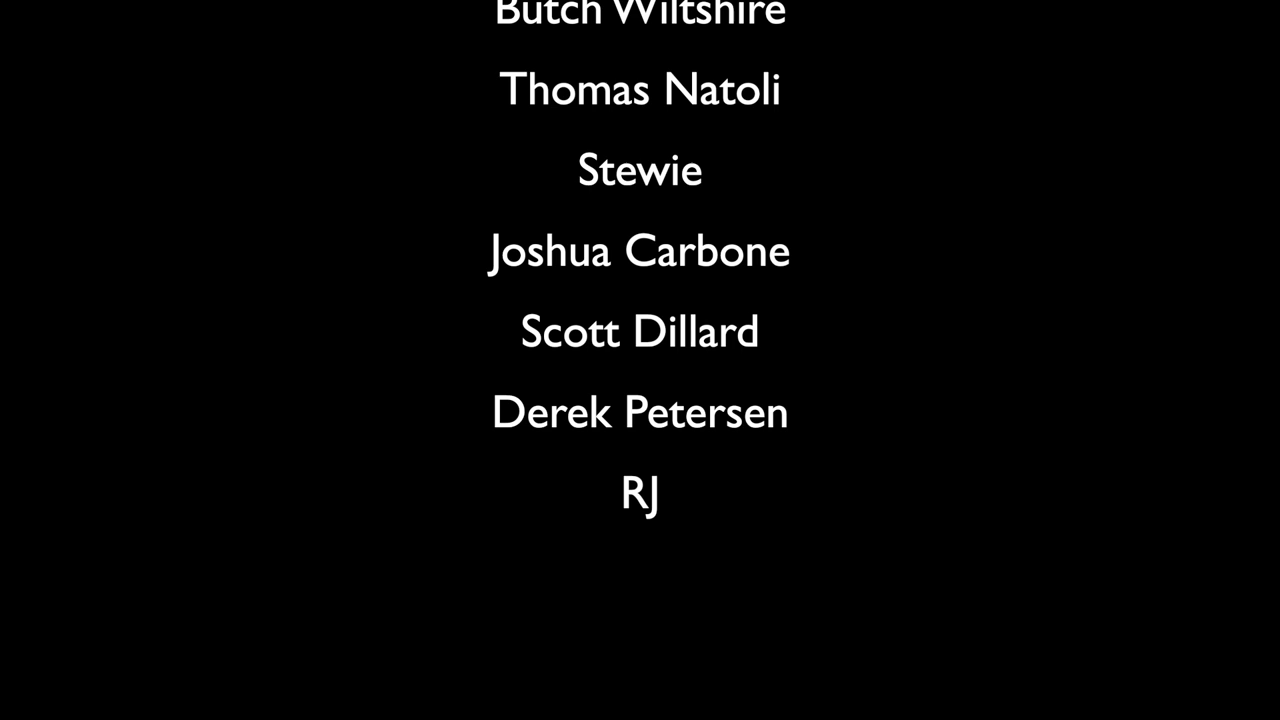 Butch Wiltshire
Thomas Natoli
Stewie
Joshua Carbone
Scott Dillard
Derek Petersen
RJ